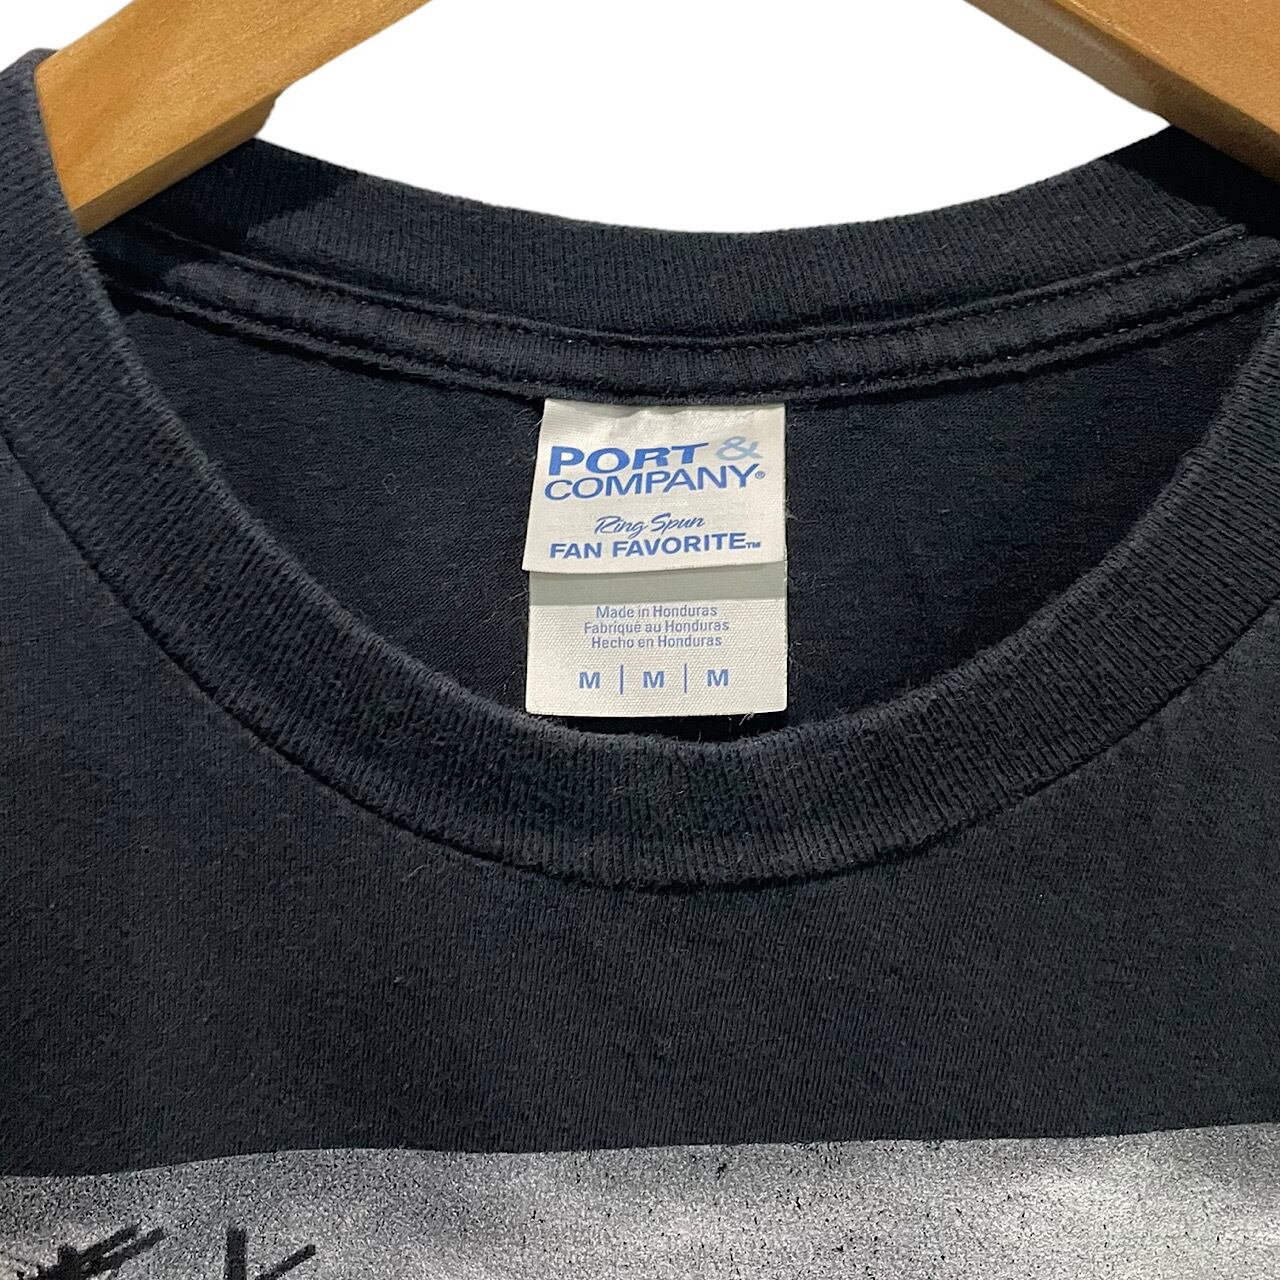 PORT &
COMPANY®
Ring Spun
FAN FAVORITE™
Made in Honduras
Fabriqué au Honduras
Hecho en Honduras
M | M | M